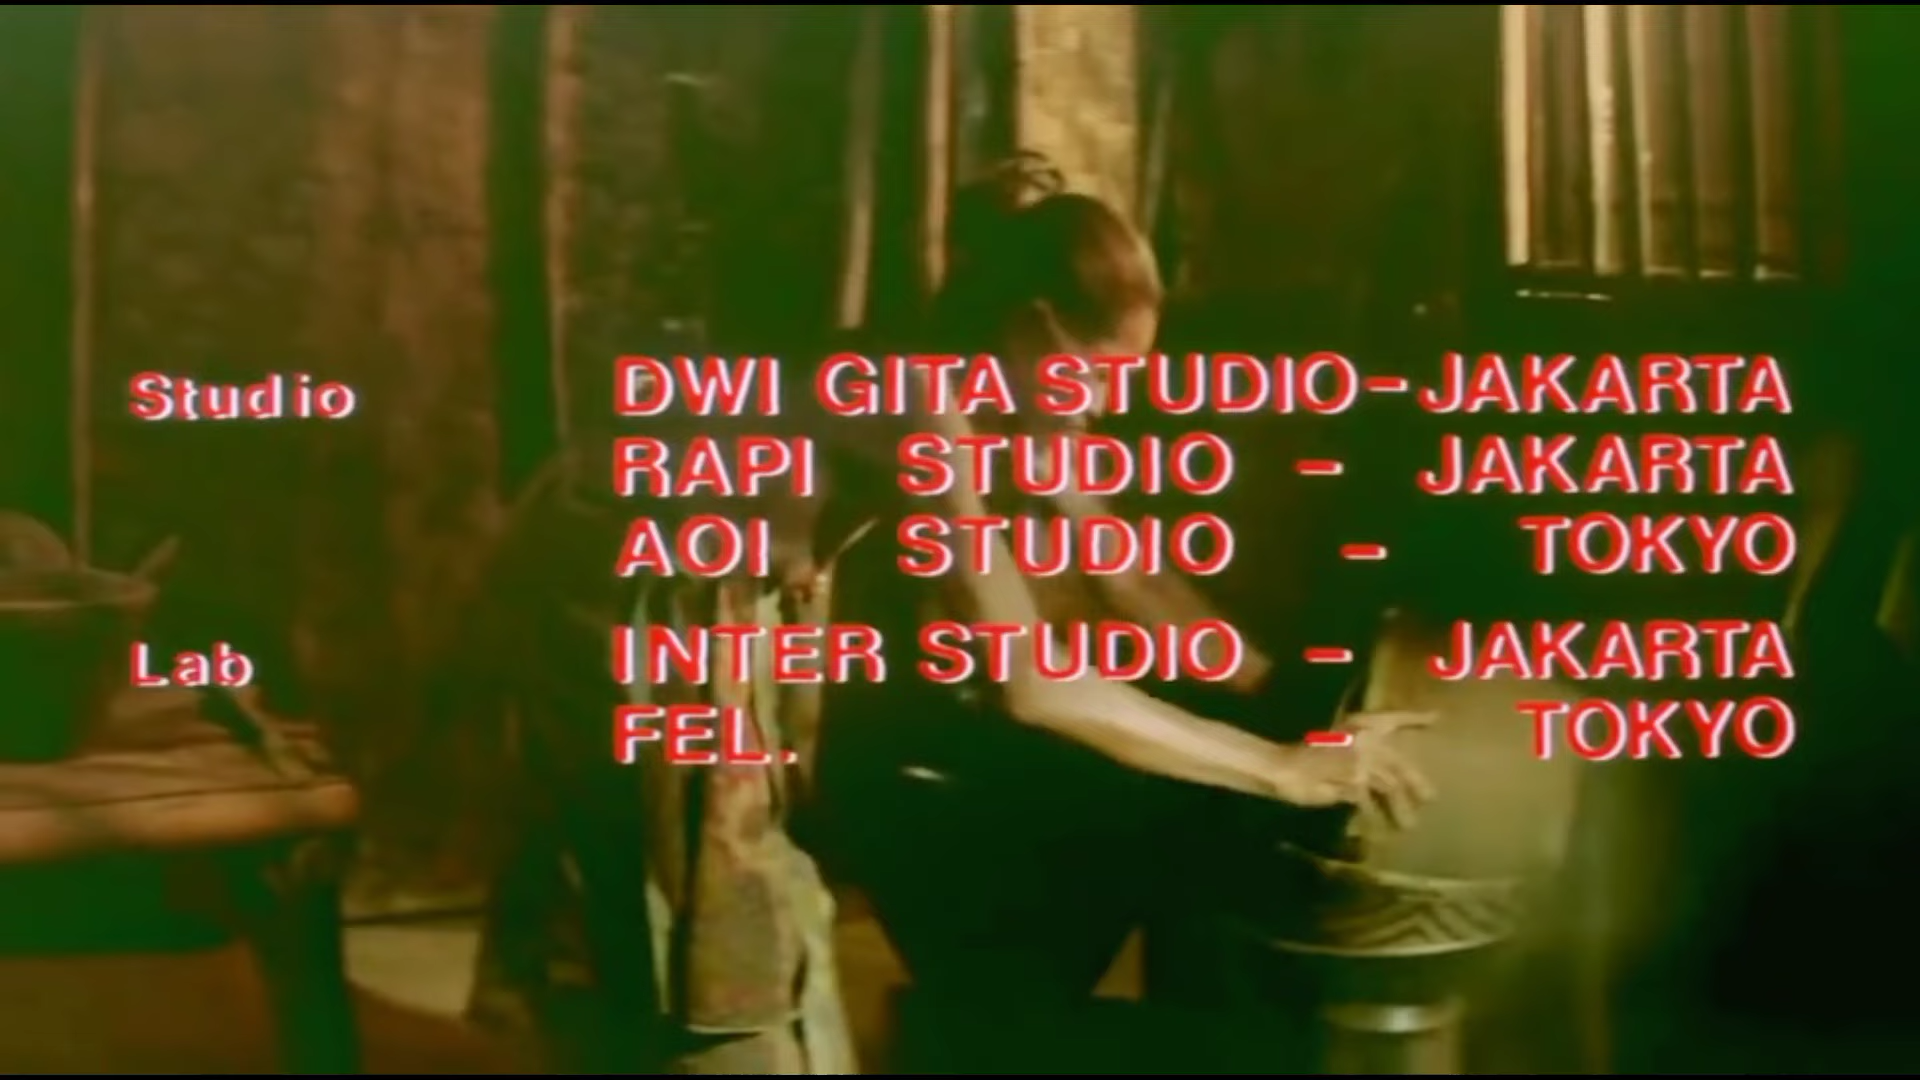 Studio DWI GITA STUDIO-JAKARTA
RAPI STUDIO - JAKARTA
AOI STUDIO - TOKYO
Lab INTER STUDIO - JAKARTA
FEL. - TOKYO